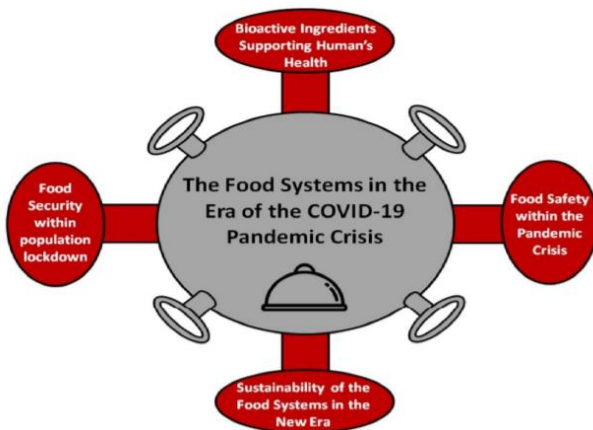 Bioactive Ingredients
Supporting Human's
Health
The Food Systems in the
Era of the COVID-19
Pandemic Crisis
Food
Security
within
population
lockdown
Food Safety
within the
Pandemic
Crisis
Sustainability of the
Food Systems in the
New Era